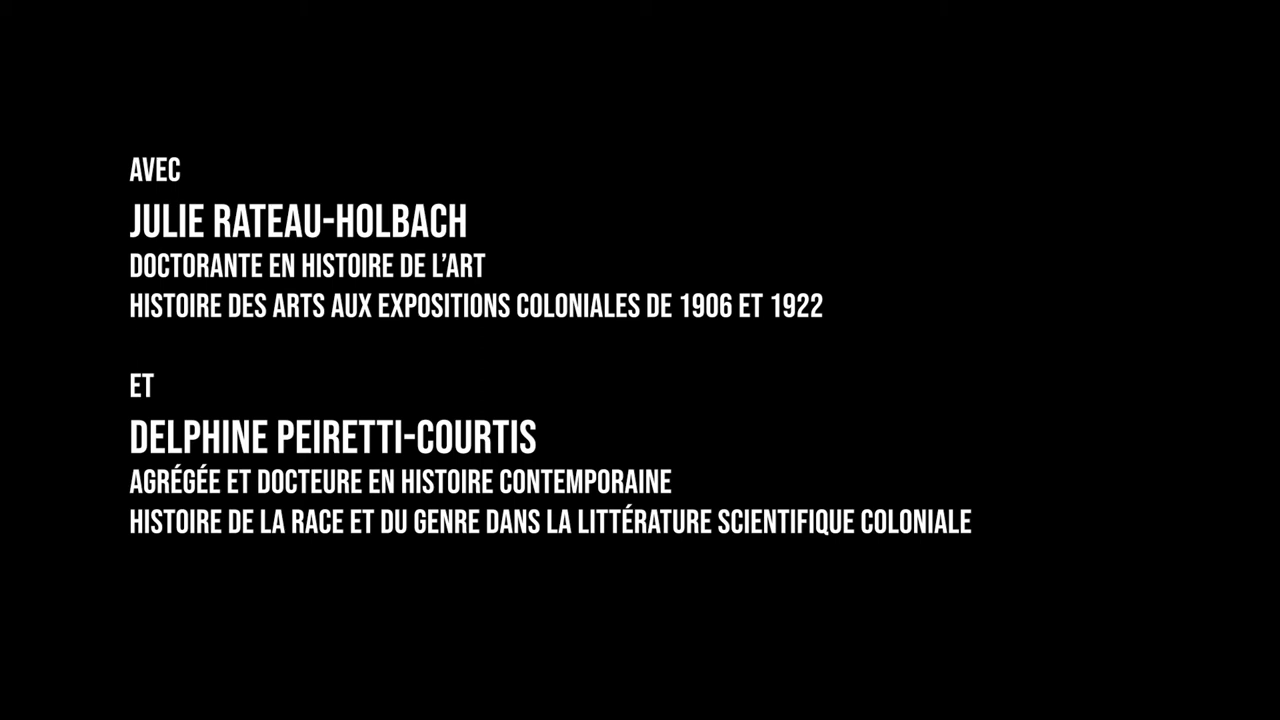 AVEC
JULIE RATEAU-HOLBACH
DOCTORANTE EN HISTOIRE DE L'ART
HISTOIRE DES ARTS AUX EXPOSITIONS COLONIALES DE 1906 ET 1922
ET
DELPHINE PEIRETTI-COURTIS
AGRÉGÉE ET DOCTEURE EN HISTOIRE CONTEMPORAINE
HISTOIRE DE LA RACE ET DU GENRE DANS LA LITTÉRATURE SCIENTIFIQUE COLONIALE